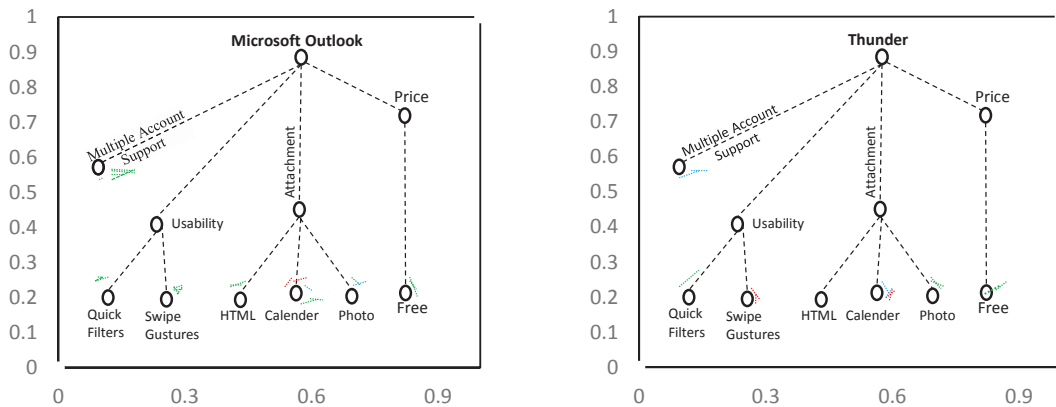 1
0.9
0.8
0.7
0.6
0.5
0.4
0.3
0.2
0.1
0
0
0.3
0.6
0.9
Microsoft Outlook
Price
Multiple Account
Support
Attachment
Usability
Quick
Filters
Swipe
Gustures
HTML
Calender
Photo
Free
1
0.9
0.8
0.7
0.6
0.5
0.4
0.3
0.2
0.1
0
0
0.3
0.6
0.9
Thunder
Price
Multiple Account
Support
Attachment
Usability
Quick
Filters
Swipe
Gustures
HTML
Calender
Photo
Free